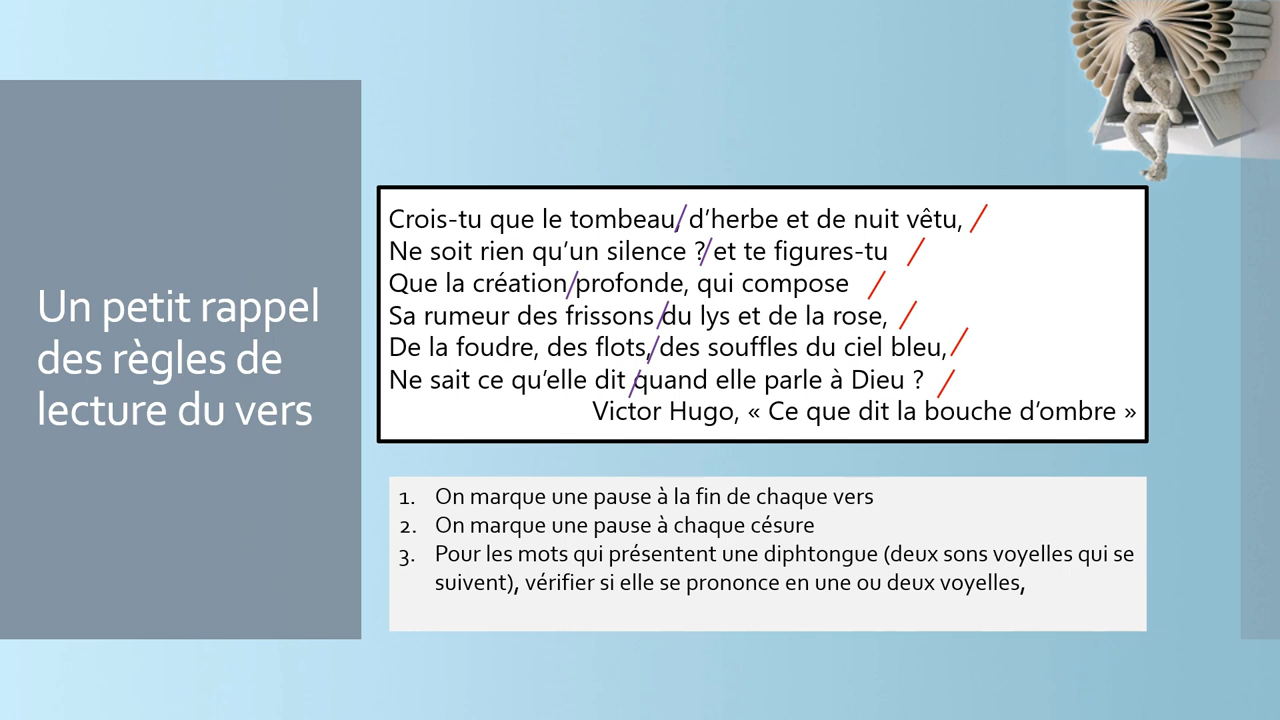 Un petit rappel
des règles de
lecture du vers
Crois-tu que le tombeau, d’herbe et de nuit vêtu,
Ne soit rien qu’un silence ? et te figures-tu
Que la création profonde, qui compose
Sa rumeur des frissons du lys et de la rose,
De la foudre, des flots, des souffles du ciel bleu,
Ne sait ce qu’elle dit quand elle parle à Dieu ?
Victor Hugo, « Ce que dit la bouche d’ombre »
1. On marque une pause à la fin de chaque vers
2. On marque une pause à chaque césure
3. Pour les mots qui présentent une diphtongue (deux sons voyelles qui se
suivent), vérifier si elle se prononce en une ou deux voyelles,